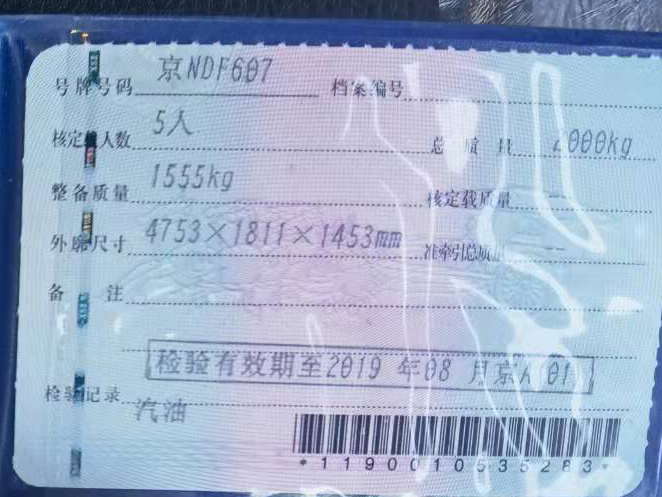 号牌号码 京NDF607 档案编号
核定载人数 5人 总质量 2000kg
整备质量 1555kg 核定载质量 --
外廓尺寸 4753×1811×1453mm 准牵引总质量 --
备注
检验有效期至2019年08月京A(01)
检验记录
汽油
*1190010535283*